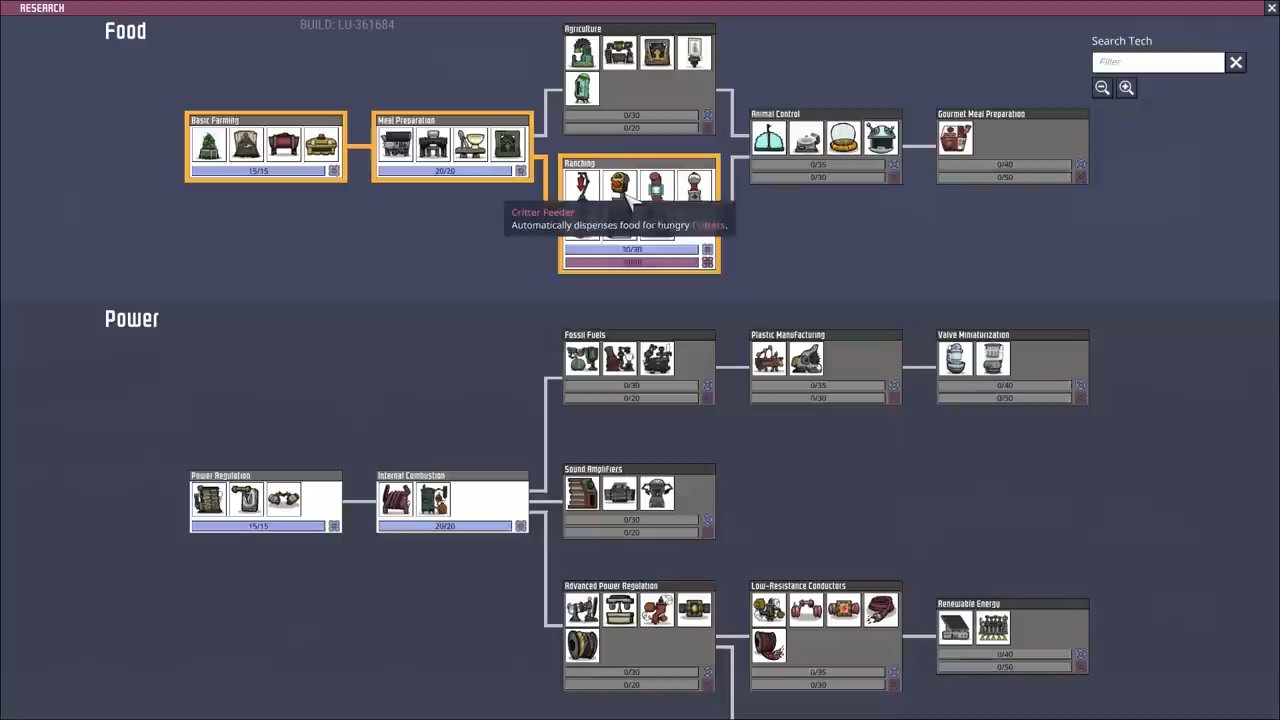 RESEARCH
Food
BUILD: LU-361684
Search Tech
Filter
Agriculture
0/30
0/20
Basic Farming
15/15
Meal Preparation
20/20
Animal Control
0/35
0/30
Gourmet Meal Preparation
0/40
0/50
Ranching
Critter Feeder
Automatically dispenses food for hungry Critters.
30/30
Power
Fossil Fuels
0/30
0/20
Plastic Manufacturing
0/35
0/30
Valve Miniaturization
0/40
0/50
Power Regulation
15/15
Internal Combustion
20/20
Sound Amplifiers
0/30
0/20
Advanced Power Regulation
0/30
0/20
Low-Resistance Conductors
0/35
0/30
Renewable Energy
0/40
0/50